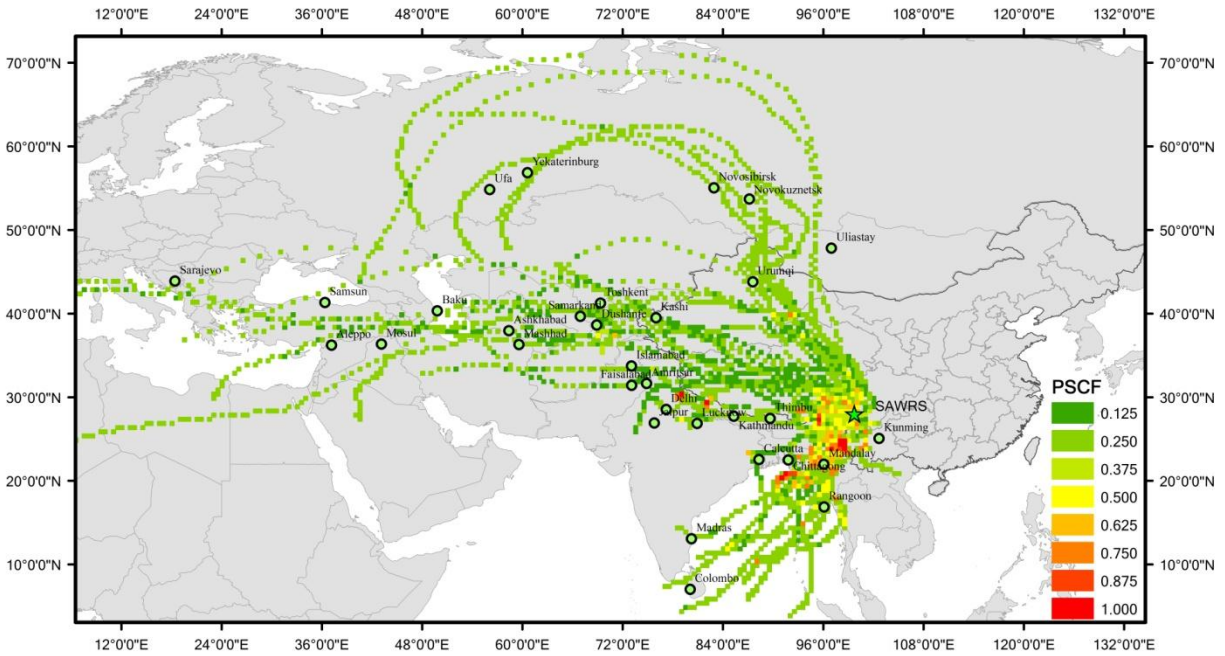 12°0'0"E 24°0'0"E 36°0'0"E 48°0'0"E 60°0'0"E 72°0'0"E 84°0'0"E 96°0'0"E 108°0'0"E 120°0'0"E 132°0'0"E
70°0'0"N 70°0'0"N
60°0'0"N 60°0'0"N
Yekaterinburg
Ufa
Novosibirsk
Novokuznetsk
50°0'0"N 50°0'0"N
Uliastay
Sarajevo
Urumqi
Samsun
Baku
Toshkent
Samarkand
Kashi
Dushanbe
40°0'0"N 40°0'0"N
Ashkhabad
Aleppo
Mosul
Mashhad
Islamabad
Faisalabad
Amritsar
30°0'0"N 30°0'0"N
Delhi
Jaipur
Lucknow
Thimbu
Kathmandu
SAWRS
Kunming
Calcutta
Mandalay
Chittagong
20°0'0"N 20°0'0"N
Rangoon
Madras
10°0'0"N 10°0'0"N
Colombo
PSCF
0.125
0.250
0.375
0.500
0.625
0.750
0.875
1.000
12°0'0"E 24°0'0"E 36°0'0"E 48°0'0"E 60°0'0"E 72°0'0"E 84°0'0"E 96°0'0"E 108°0'0"E 120°0'0"E 132°0'0"E